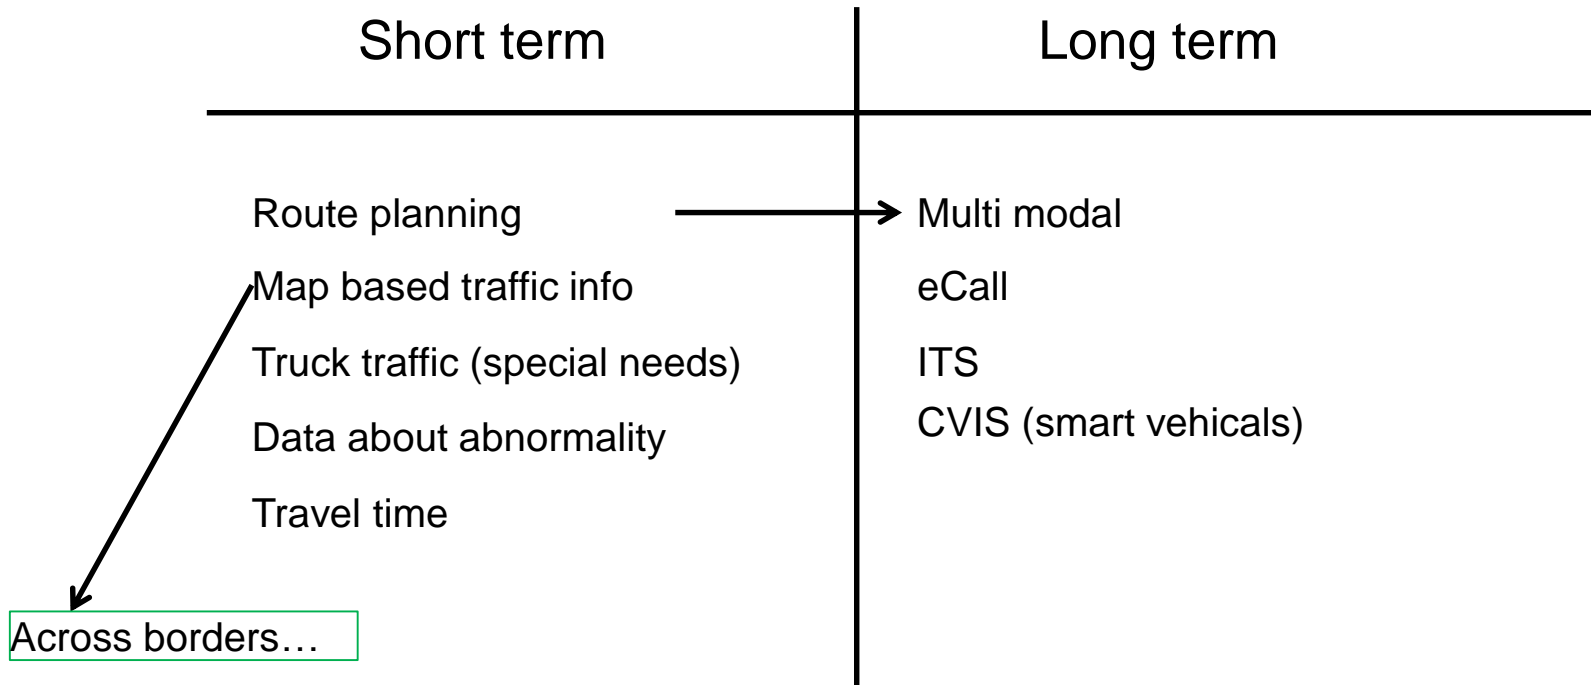 Short term
Long term
Route planning
Multi modal
Map based traffic info
eCall
Truck traffic (special needs)
ITS
Data about abnormality
CVIS (smart vehicals)
Travel time
Across borders…